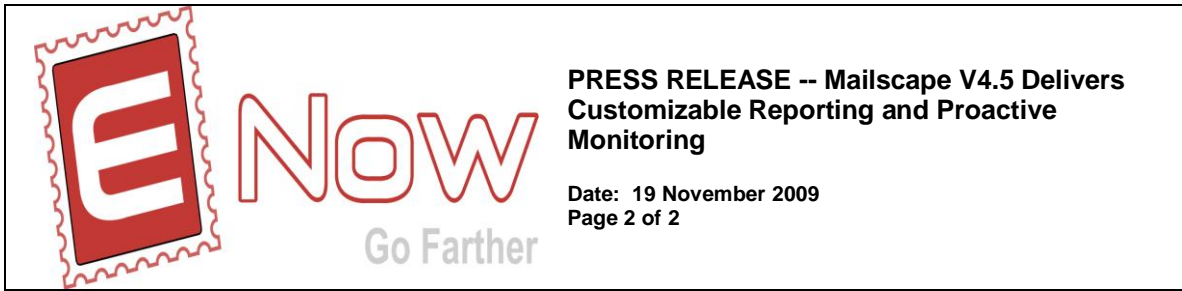 E Now
Go Farther
PRESS RELEASE -- Mailscape V4.5 Delivers
Customizable Reporting and Proactive
Monitoring
Date: 19 November 2009
Page 2 of 2